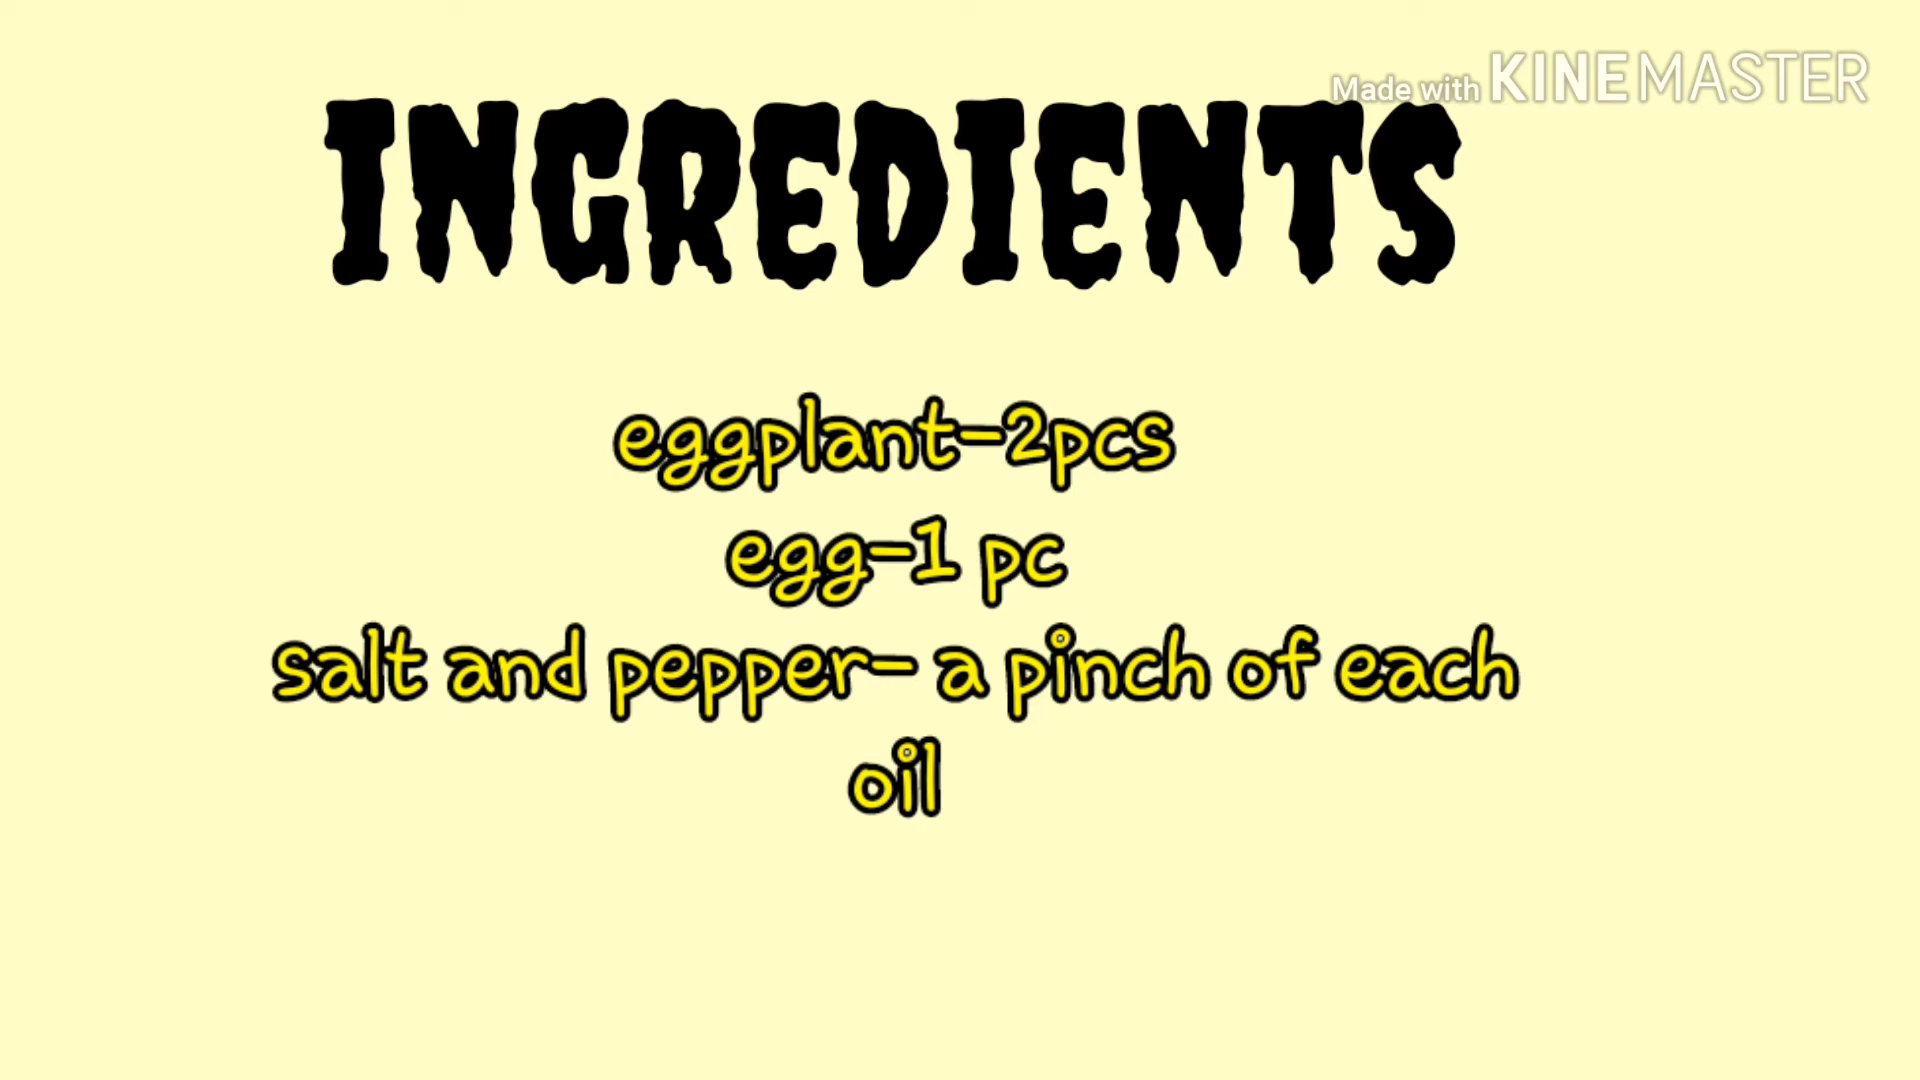 Made with KINEMASTER
INGREDIENTS
eggplant-2pcs
egg-1 pc
salt and pepper- a pinch of each
oil